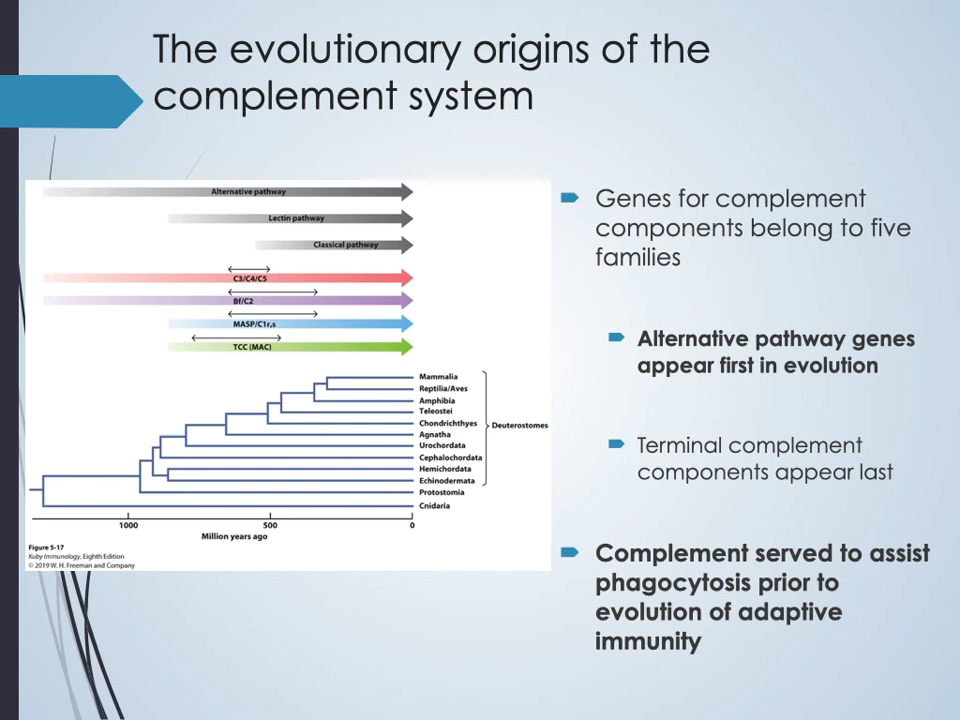 The evolutionary origins of the
complement system
Alternative pathway
Lectin pathway
Classical pathway
C3/C4/C5
Bf/C2
MASP/C1r,s
TCC (MAC)
Mammalia
Reptilia/Aves
Amphibia
Teleostei
Chondrichthyes
Agnatha
Urochordata
Cephalochordata
Hemichordata
Echinodermata
Protostomia
Cnidaria
Deuterostomes
1000 500 0
Million years ago
Figure 5-17
Kuby Immunology, Eighth Edition
© 2019 W. H. Freeman and Company
Genes for complement
components belong to five
families
Alternative pathway genes
appear first in evolution
Terminal complement
components appear last
Complement served to assist
phagocytosis prior to
evolution of adaptive
immunity